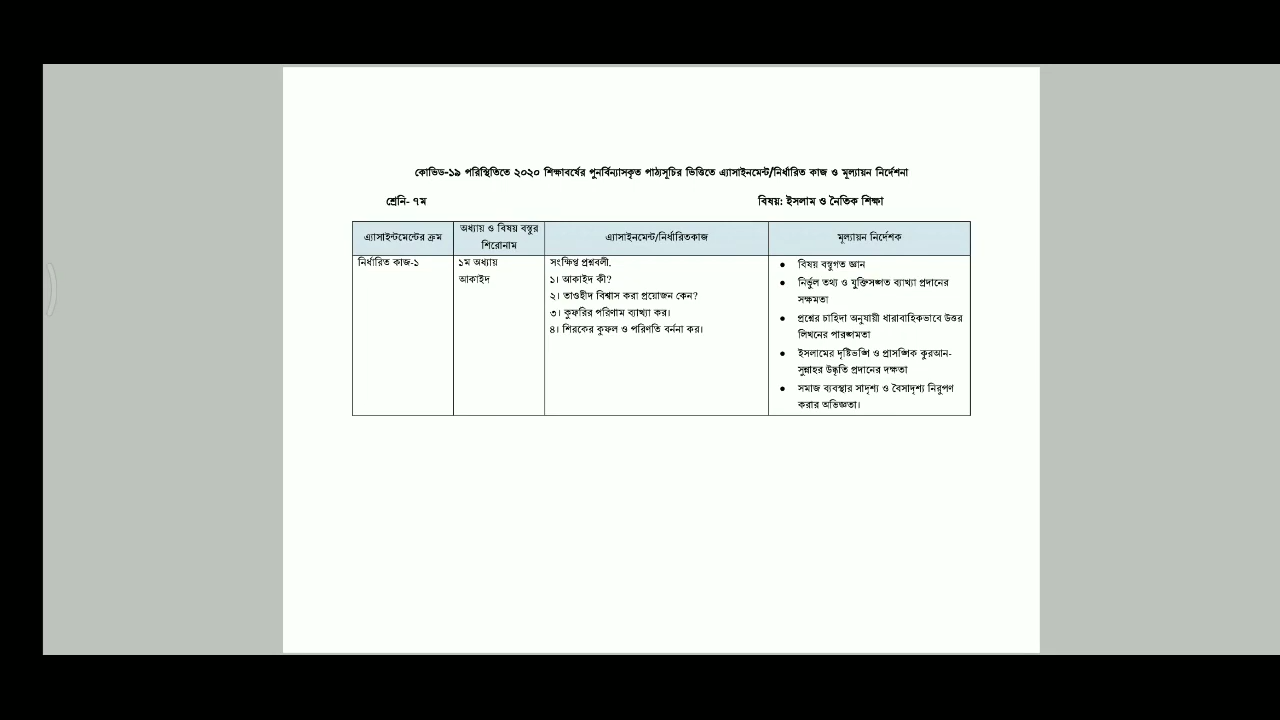 কোভিড-১৯ পরিস্থিতিতে ২০২০ শিক্ষাবর্ষের পুনর্বিন্যাসকৃত পাঠ্যসূচির ভিত্তিতে এ্যাসাইনমেন্ট/নির্ধারিত কাজ ও মূল্যায়ন নির্দেশনা
শ্রেনি- ৭ম
বিষয়: ইসলাম ও নৈতিক শিক্ষা
এ্যাসাইন্টমেন্টের ক্রম
অধ্যায় ও বিষয় বস্তুর
শিরোনাম
এ্যাসাইনমেন্ট/নির্ধারিতকাজ
মূল্যায়ন নির্দেশক
নির্ধারিত কাজ-১
১ম অধ্যায়
আকাইদ
সংক্ষিপ্ত প্রশ্নবলী.
১। আকাইদ কী?
২। তাওহীদ বিশ্বাস করা প্রয়োজন কেন?
৩। কুফরির পরিণাম ব্যাখ্যা কর।
৪। শিরকের কুফল ও পরিণতি বর্ননা কর।
● বিষয় বস্তুগত জ্ঞান
● নির্ভুল তথ্য ও যুক্তিসঙ্গত ব্যাখ্যা প্রদানের
সক্ষমতা
● প্রশ্নের চাহিদা অনুযায়ী ধারাবাহিকভাবে উত্তর
লিখনের পারঙ্গমতা
● ইসলামের দৃষ্টিভঙ্গি ও প্রাসঙ্গিক কুরআন-
সুন্নাহর উদ্ধৃতি প্রদানের দক্ষতা
● সমাজ ব্যবস্থার সাদৃশ্য ও বৈসাদৃশ্য নিরুপণ
করার অভিজ্ঞতা।